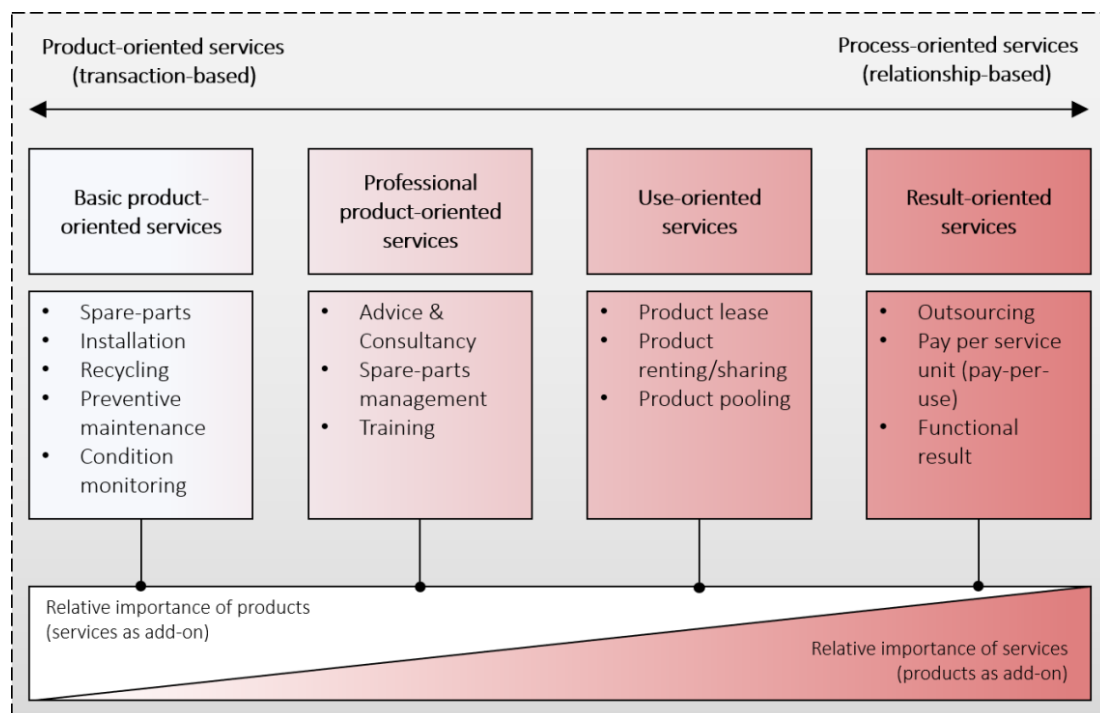 Product-oriented services
(transaction-based)
Process-oriented services
(relationship-based)
Basic product-
oriented services
Professional
product-oriented
services
Use-oriented
services
Result-oriented
services
• Spare-parts
• Installation
• Recycling
• Preventive
maintenance
• Condition
monitoring
• Advice &
Consultancy
• Spare-parts
management
• Training
• Product lease
• Product
renting/sharing
• Product pooling
• Outsourcing
• Pay per service
unit (pay-per-
use)
• Functional
result
Relative importance of products
(services as add-on)
Relative importance of services
(products as add-on)